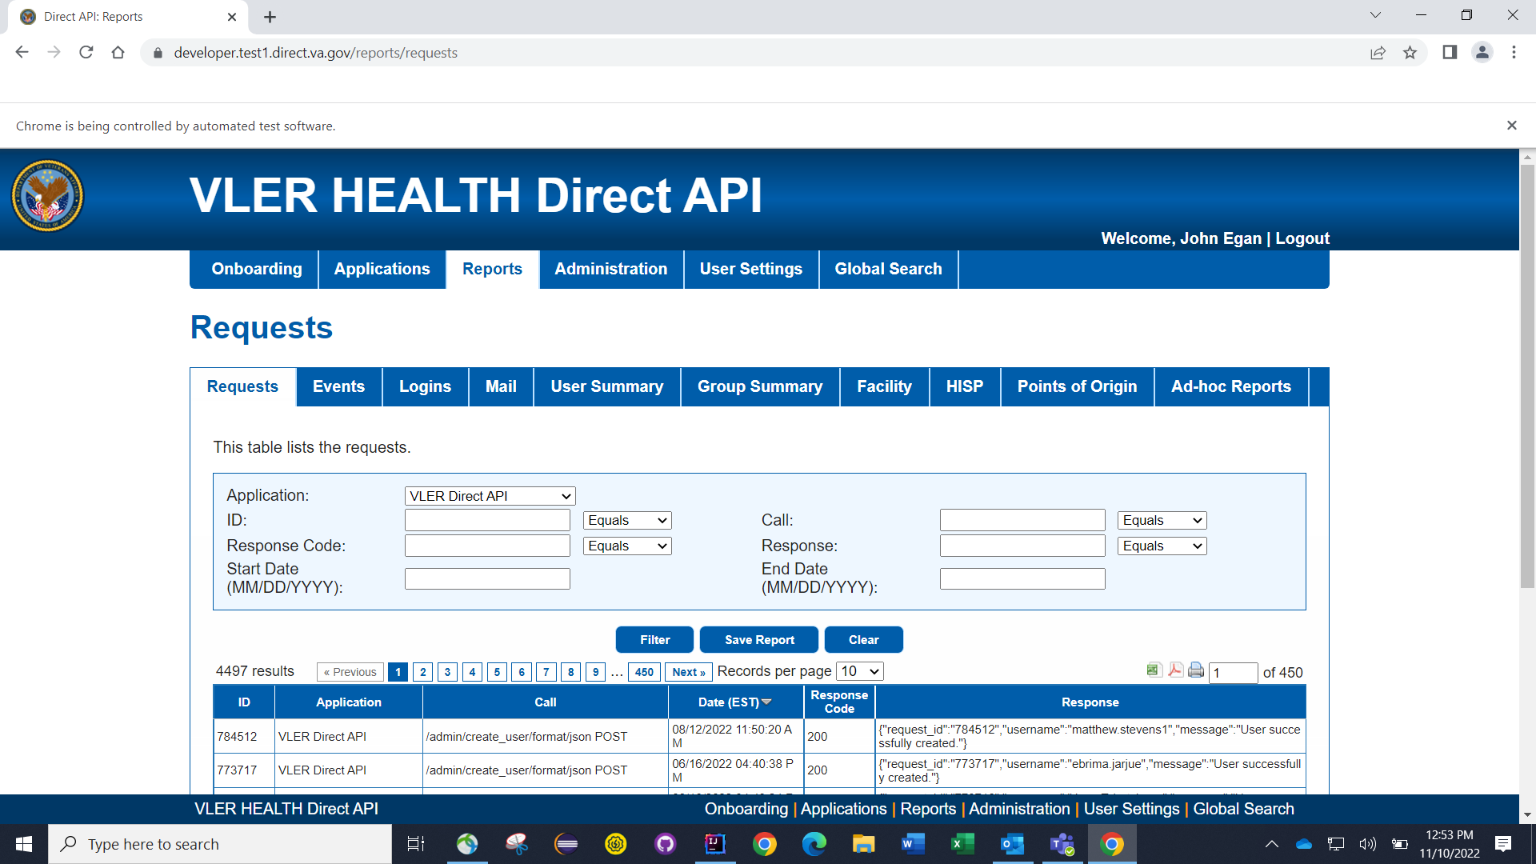 Direct API: Reports
developer.test1.direct.va.gov/reports/requests
Chrome is being controlled by automated test software.
VLER HEALTH Direct API
Welcome, John Egan | Logout
Onboarding Applications Reports Administration User Settings Global Search
Requests
Requests Events Logins Mail User Summary Group Summary Facility HISP Points of Origin Ad-hoc Reports
This table lists the requests.
Application: VLER Direct API
ID: Equals Call: Equals
Response Code: Equals Response: Equals
Start Date End Date
(MM/DD/YYYY): (MM/DD/YYYY):
Filter Save Report Clear
4497 results « Previous 1 2 3 4 5 6 7 8 9 ... 450 Next » Records per page 10 1 of 450
ID Application Call Date (EST) Response Code Response
784512 VLER Direct API /admin/create_user/format/json POST 08/12/2022 11:50:20 A 200 {"request_id":"784512","username":"matthew.stevens1","message":"User succe
M ssfully created."}
773717 VLER Direct API /admin/create_user/format/json POST 06/16/2022 04:40:38 P 200 {"request_id":"773717","username":"ebrima.jarjue","message":"User successfull
M y created."}
VLER HEALTH Direct API Onboarding | Applications | Reports | Administration | User Settings | Global Search
Type here to search
12:53 PM
11/10/2022